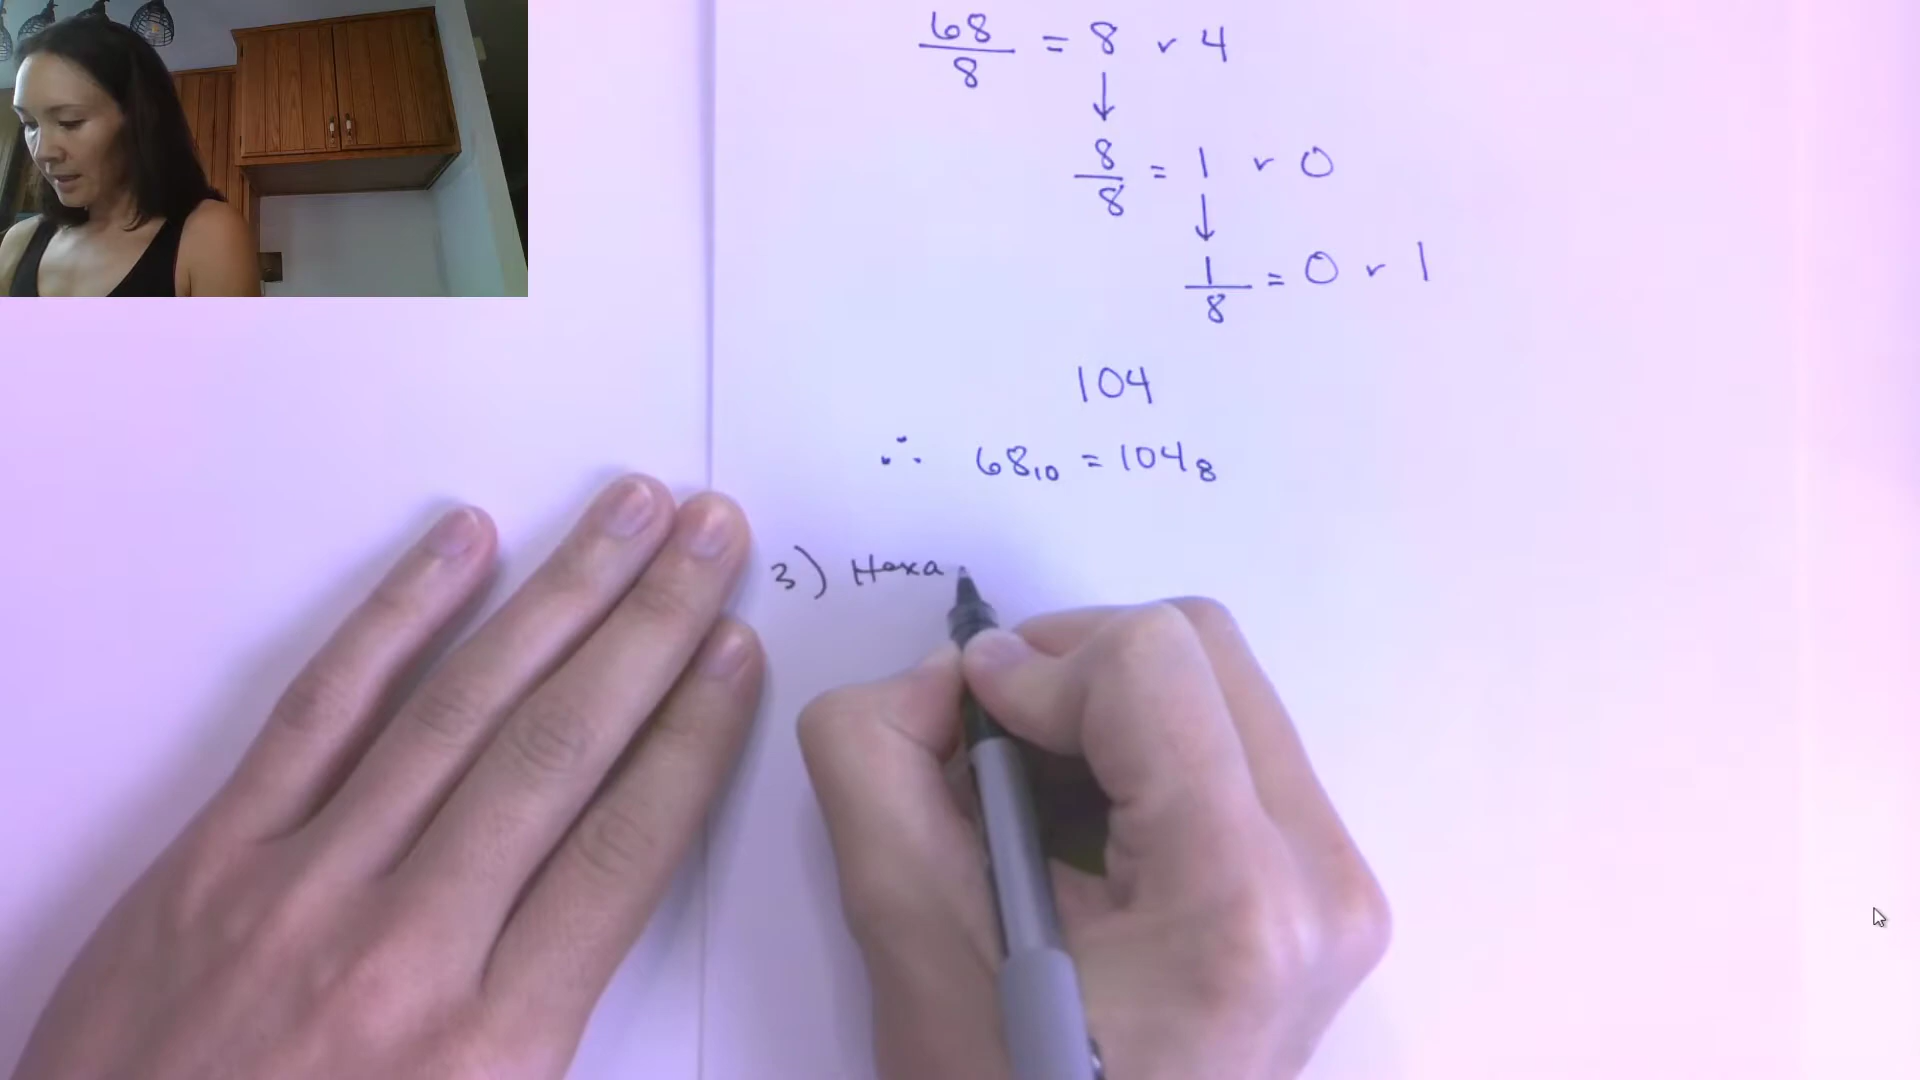 68/8 = 8 r 4
↓
8/8 = 1 r 0
↓
1/8 = 0 r 1
104
∴ 68₁₀ = 104₈
3) Hexa